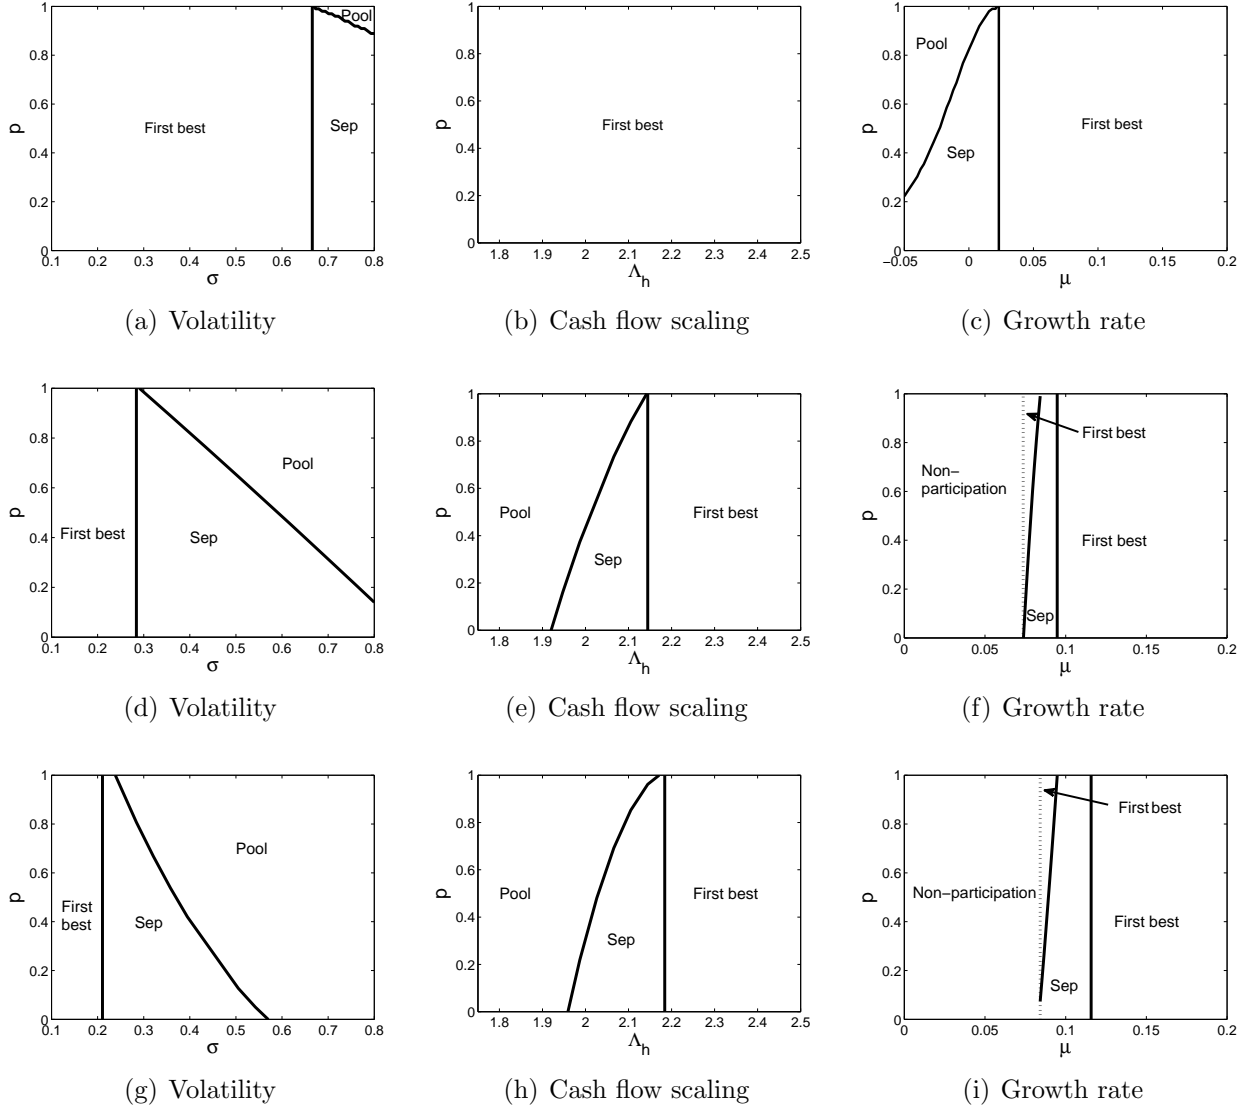 1
0.8
0.6
0.4
0.2
0
p
0.1 0.2 0.3 0.4 0.5 0.6 0.7 0.8
σ
First best
Sep
Pool
(a) Volatility
1
0.8
0.6
0.4
0.2
0
p
1.8 1.9 2 2.1 2.2 2.3 2.4 2.5
Λh
First best
(b) Cash flow scaling
1
0.8
0.6
0.4
0.2
0
p
−0.05 0 0.05 0.1 0.15 0.2
μ
Pool
Sep
First best
(c) Growth rate
1
0.8
0.6
0.4
0.2
0
p
0.1 0.2 0.3 0.4 0.5 0.6 0.7 0.8
σ
First best
Sep
Pool
(d) Volatility
1
0.8
0.6
0.4
0.2
0
p
1.8 1.9 2 2.1 2.2 2.3 2.4 2.5
Λh
Pool
Sep
First best
(e) Cash flow scaling
1
0.8
0.6
0.4
0.2
0
p
0 0.05 0.1 0.15 0.2
μ
First best
Non−
participation
First best
Sep
(f) Growth rate
1
0.8
0.6
0.4
0.2
0
p
0.1 0.2 0.3 0.4 0.5 0.6 0.7 0.8
σ
First
best
Sep
Pool
(g) Volatility
1
0.8
0.6
0.4
0.2
0
p
1.8 1.9 2 2.1 2.2 2.3 2.4 2.5
Λh
Pool
Sep
First best
(h) Cash flow scaling
1
0.8
0.6
0.4
0.2
0
p
0 0.05 0.1 0.15 0.2
μ
First best
Non−participation
First best
Sep
(i) Growth rate